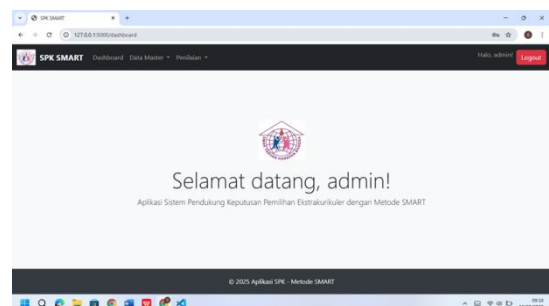 SPK SMART
127.0.0.1:5000/dashboard
SPK SMART Dashboard Data Master Penilaian Halo, admin! Logout
Selamat datang, admin!
Aplikasi Sistem Pendukung Keputusan Pemilihan Ekstrakurikuler dengan Metode SMART
© 2025 Aplikasi SPK - Metode SMART